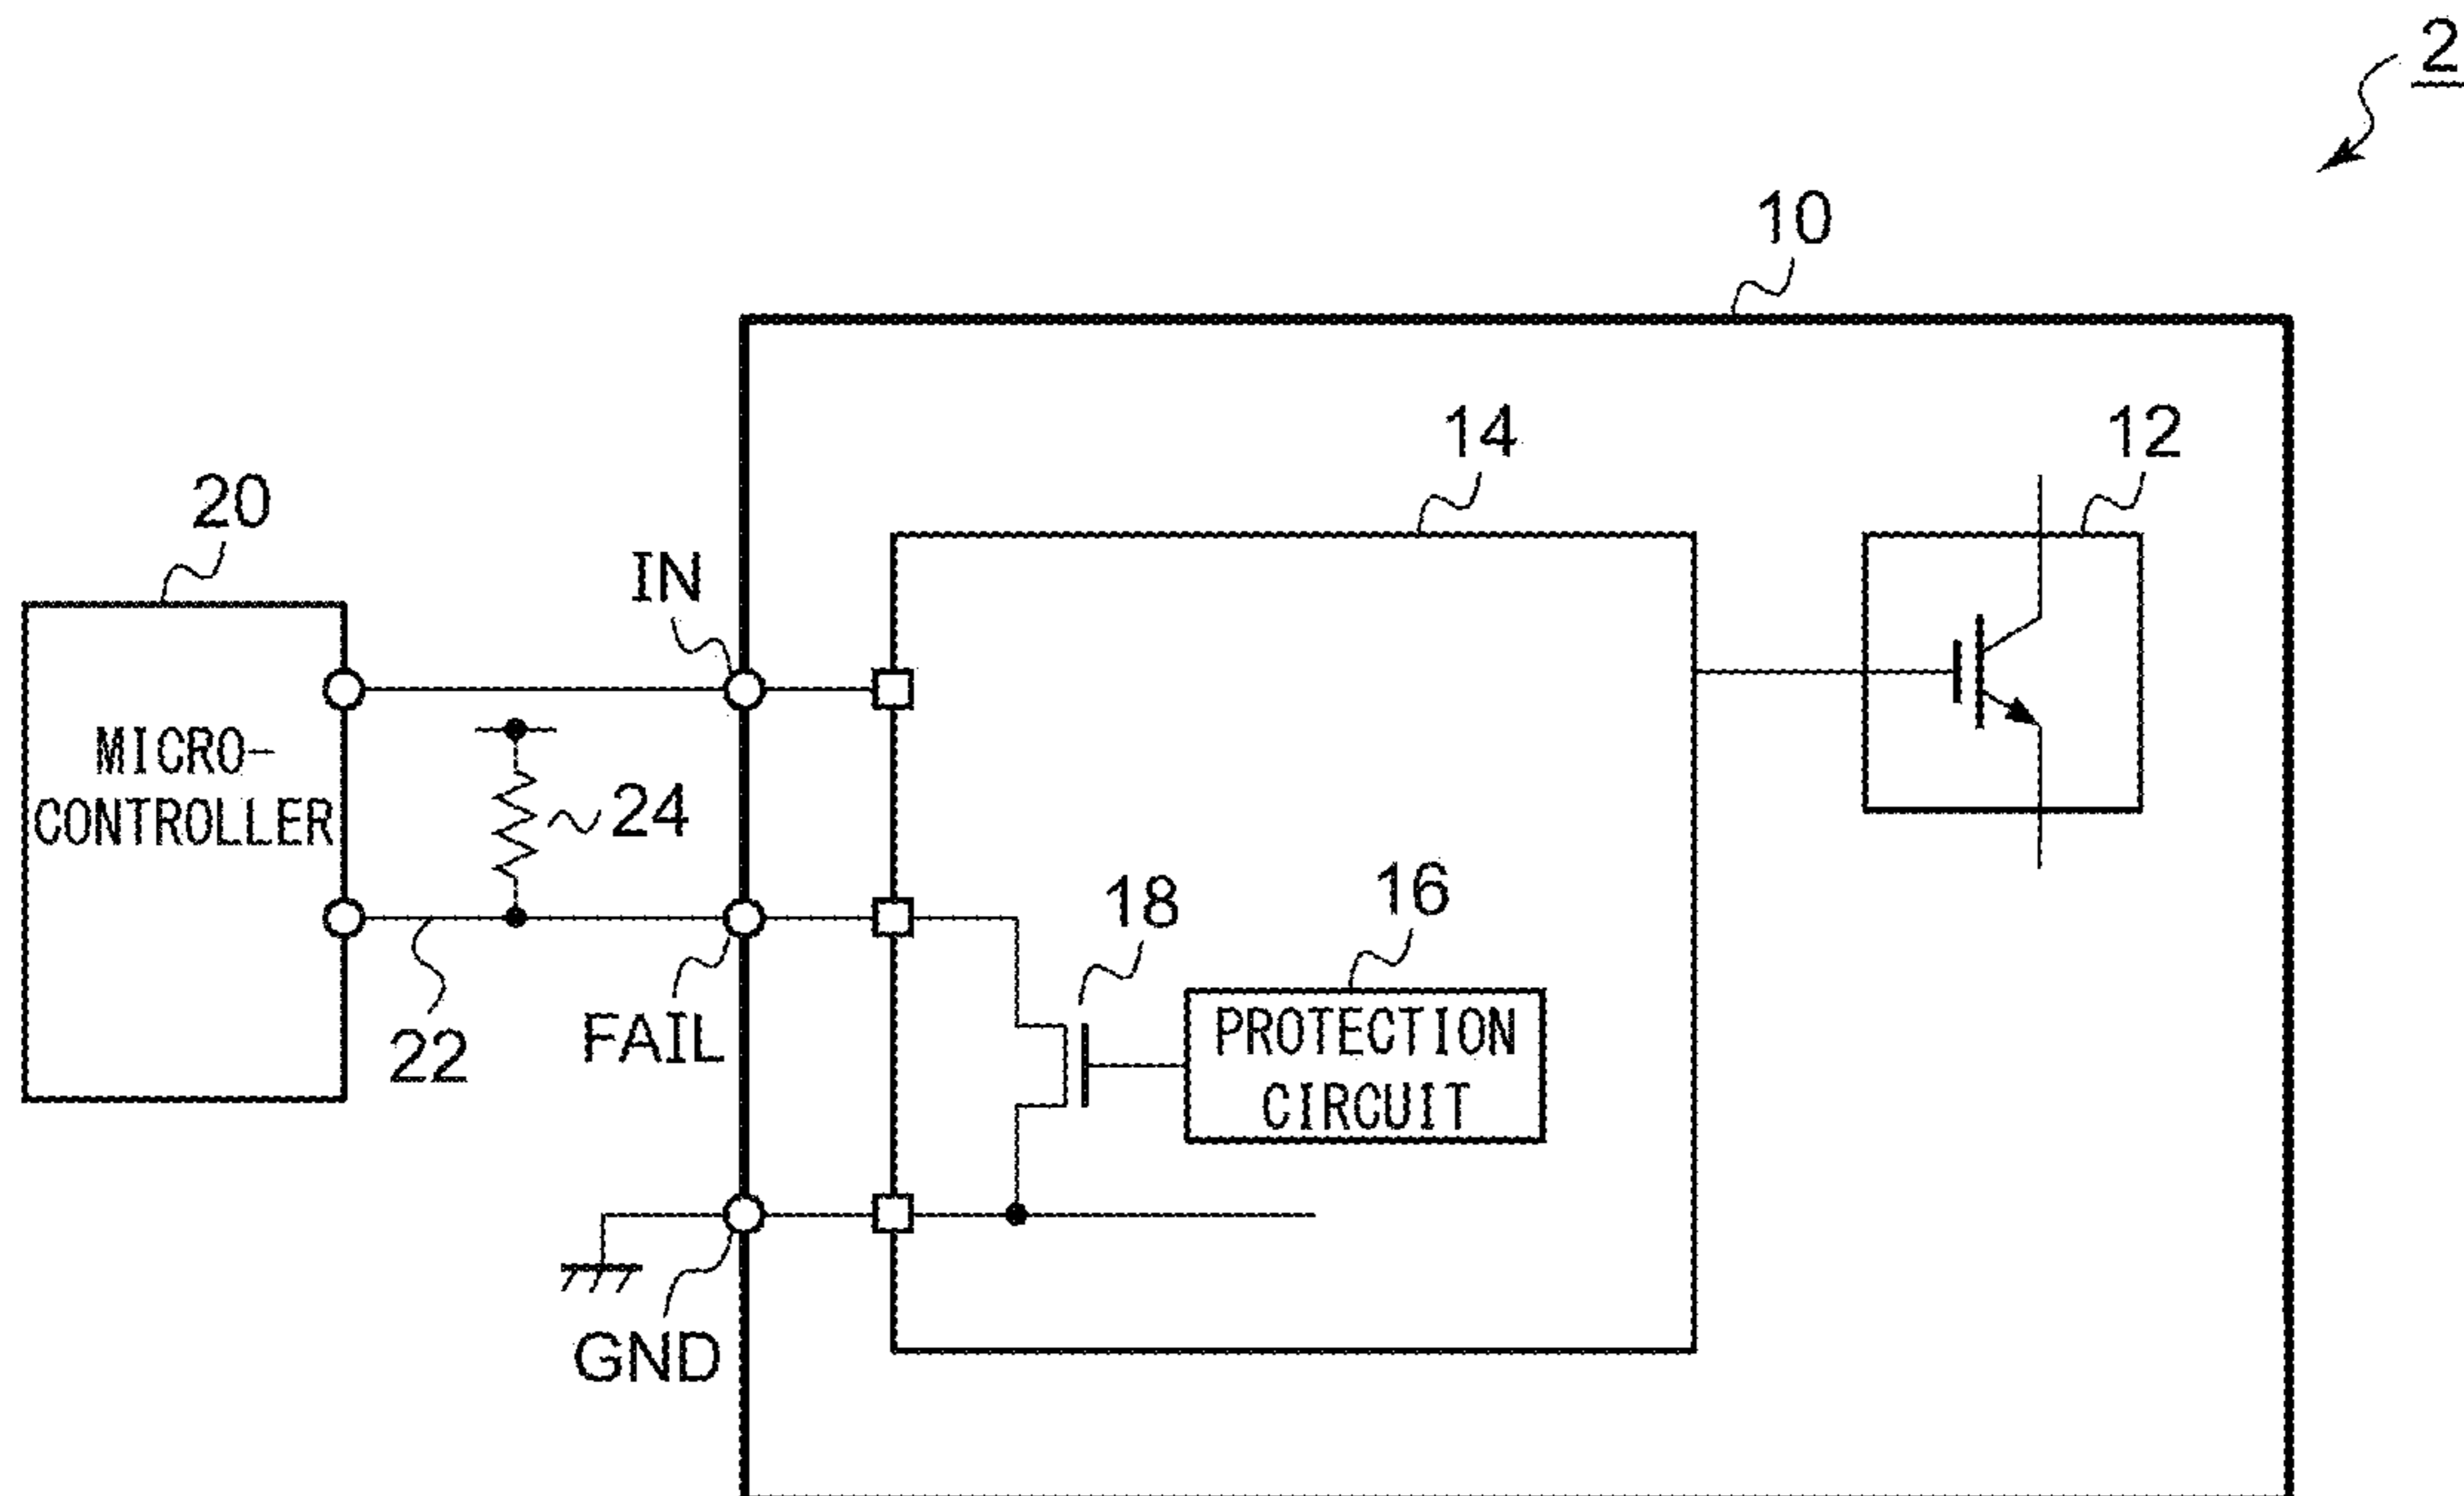 2
10
14
12
20
IN
MICRO-
CONTROLLER
24
18
16
FAIL
22
PROTECTION
CIRCUIT
GND